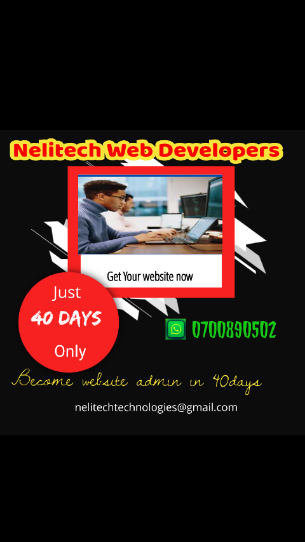 Nelitech Web Developers
Get Your website now
Just
40 DAYS
Only
0700890502
Become website admin in 40days
nelitechtechnologies@gmail.com